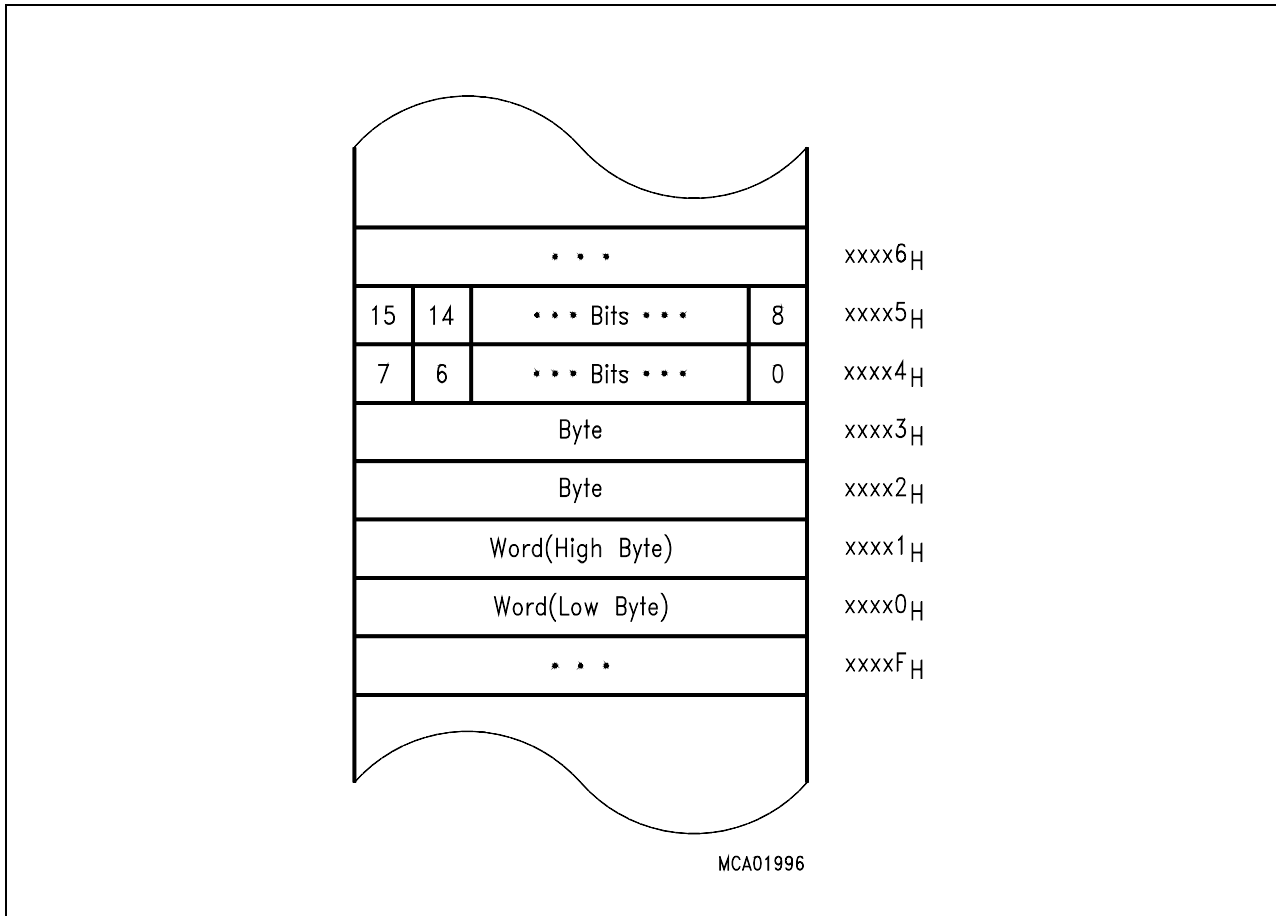 • • • xxxx6H
15 14 • • • Bits • • • 8 xxxx5H
7 6 • • • Bits • • • 0 xxxx4H
Byte xxxx3H
Byte xxxx2H
Word(High Byte) xxxx1H
Word(Low Byte) xxxx0H
• • • xxxxFH
MCA01996